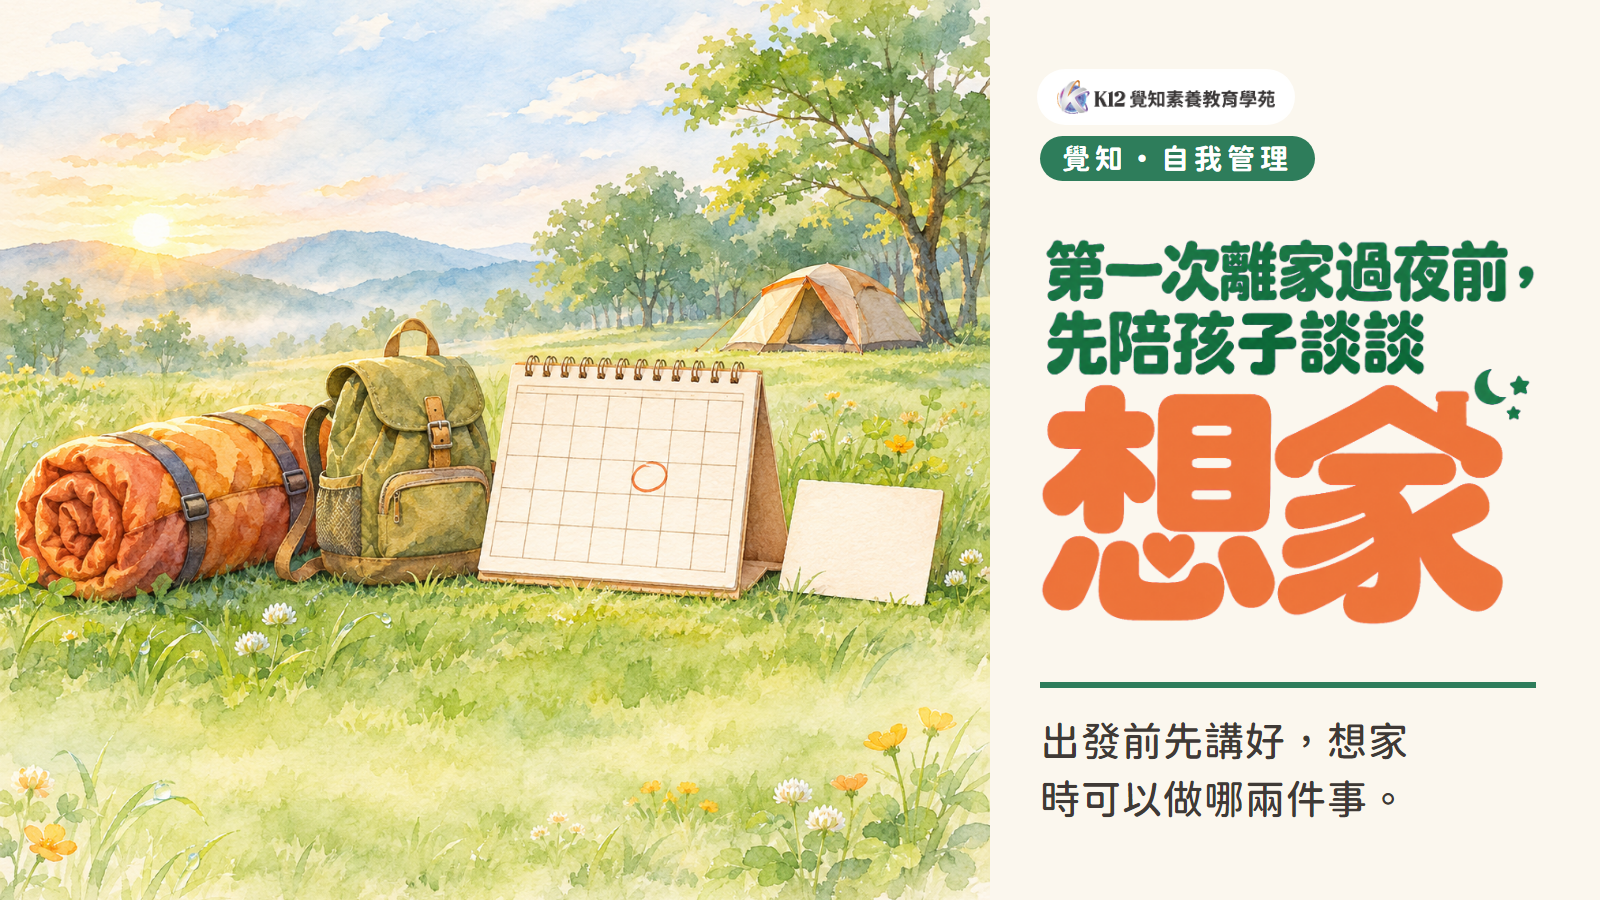 K12 覺知素養教育學苑
覺知・自我管理
第一次離家過夜前，
先陪孩子談談
想家
出發前先講好，想家
時可以做哪兩件事。